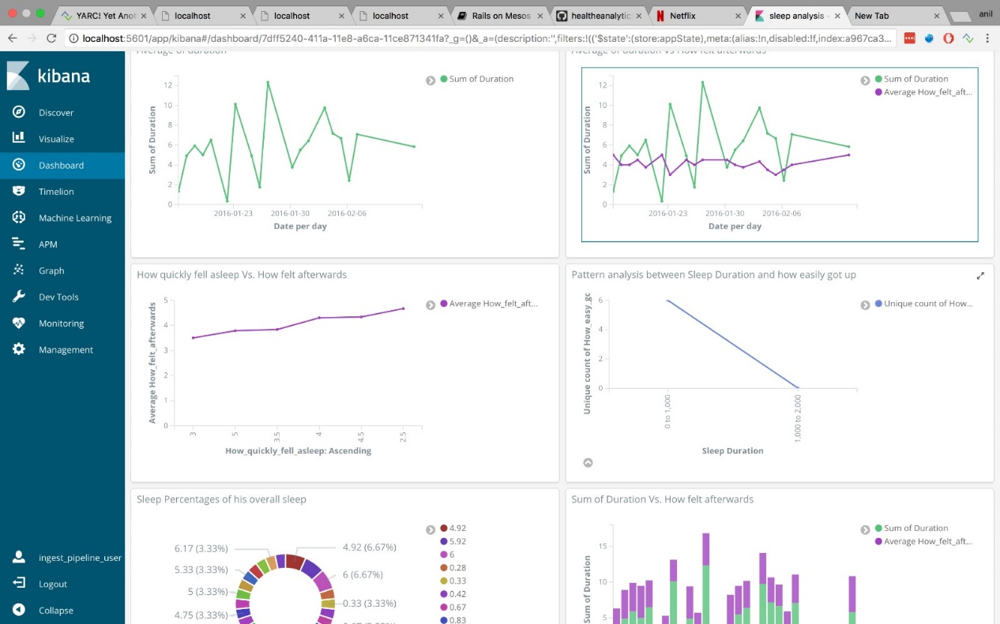 YARC! Yet Anot
localhost
localhost
localhost
Rails on Mesos
healtheanalytic
Netflix
sleep analysis -
New Tab
anil
localhost:5601/app/kibana#/dashboard/7dff5240-411a-11e8-a6ca-11ce871341fa?_g=()&_a=(description:'',filters:!(('$state':(store:appState),meta:(alias:!n,disabled:!f,index:a967ca3...
kibana
Discover
Visualize
Dashboard
Timelion
Machine Learning
APM
Graph
Dev Tools
Monitoring
Management
ingest_pipeline_user
Logout
Collapse
Average of duration
Sum of Duration
12
10
8
6
4
2
0
2016-01-23
2016-01-30
2016-02-06
Date per day
Sum of Duration
Average of duration Vs How felt afterwards
Sum of Duration
12
10
8
6
4
2
0
2016-01-23
2016-01-30
2016-02-06
Date per day
Sum of Duration
Average How_felt_aft...
How quickly fell asleep Vs. How felt afterwards
Average How_felt_afterwards
5
4
3
2
1
0
3
5
3.5
4
4.5
2.5
How_quickly_fell_asleep: Ascending
Average How_felt_aft...
Pattern analysis between Sleep Duration and how easily got up
Unique count of How_easy_gc
6
4
2
0
0 to 1,000
1,000 to 2,000
Sleep Duration
Unique count of How...
Sleep Percentages of his overall sleep
6.17 (3.33%)
5.33 (3.33%)
5 (3.33%)
4.75 (3.33%)
4.92 (6.67%)
6 (6.67%)
0.33 (3.33%)
4.92
5.92
6
0.28
0.33
0.42
0.67
0.83
Sum of Duration Vs. How felt afterwards
Sum of Duration
15
10
5
Sum of Duration
Average How_felt_aft...